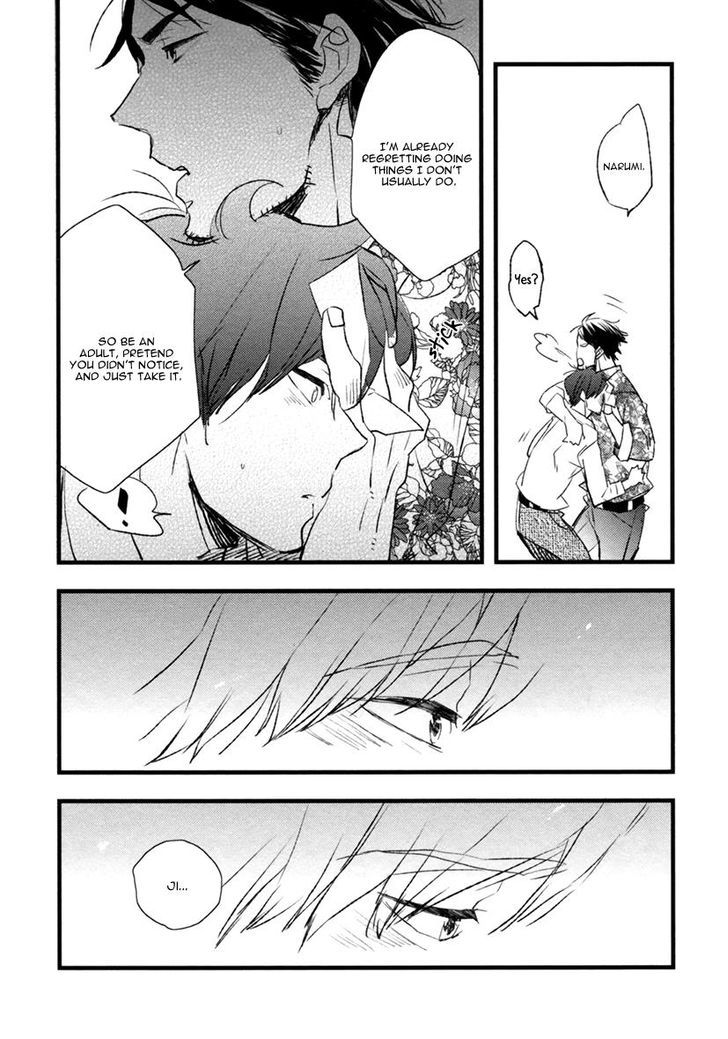 NARUMI.
Yes?
I'M ALREADY
REGRETTING DOING
THINGS I DON'T
USUALLY DO.
STICK
SO BE AN
ADULT, PRETEND
YOU DIDN'T NOTICE,
AND JUST TAKE IT.
!
JI...